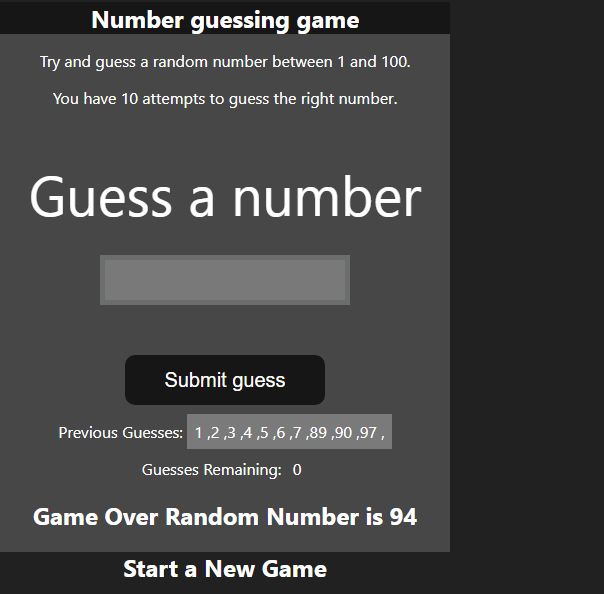 Number guessing game
Try and guess a random number between 1 and 100.
You have 10 attempts to guess the right number.
Guess a number
Submit guess
Previous Guesses: 1 ,2 ,3 ,4 ,5 ,6 ,7 ,89 ,90 ,97 ,
Guesses Remaining: 0
Game Over Random Number is 94
Start a New Game